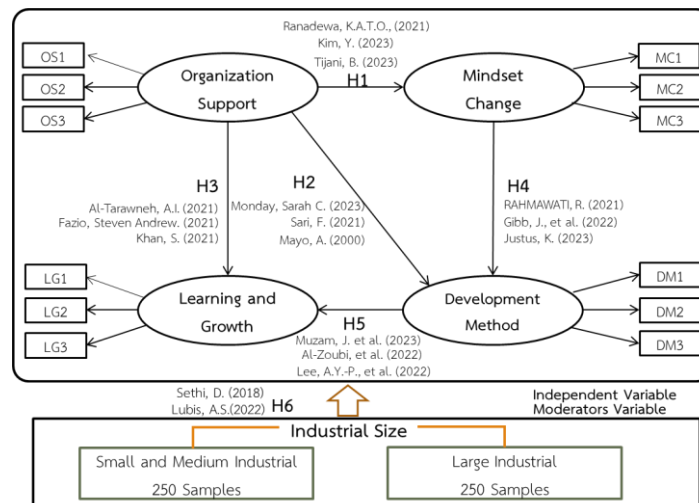 Ranadewa, K.A.T.O., (2021)
Kim, Y. (2023)
Tijani, B. (2023)
H1
OS1
OS2
OS3
Organization
Support
Mindset
Change
MC1
MC2
MC3
H3
Al-Tarawneh, A.I. (2021)
Fazio, Steven Andrew. (2021)
Khan, S. (2021)
H2
Monday, Sarah C. (2023)
Sari, F. (2021)
Mayo, A. (2000)
H4
RAHMAWATI, R. (2021)
Gibb, J., et al. (2022)
Justus, K. (2023)
LG1
LG2
LG3
Learning and
Growth
Development
Method
DM1
DM2
DM3
H5
Muzam, J. et al. (2023)
Al-Zoubi, et al. (2022)
Lee, A.Y.-P., et al. (2022)
Sethi, D. (2018)
Lubis, A.S.(2022)
H6
Independent Variable
Moderators Variable
Industrial Size
Small and Medium Industrial
250 Samples
Large Industrial
250 Samples